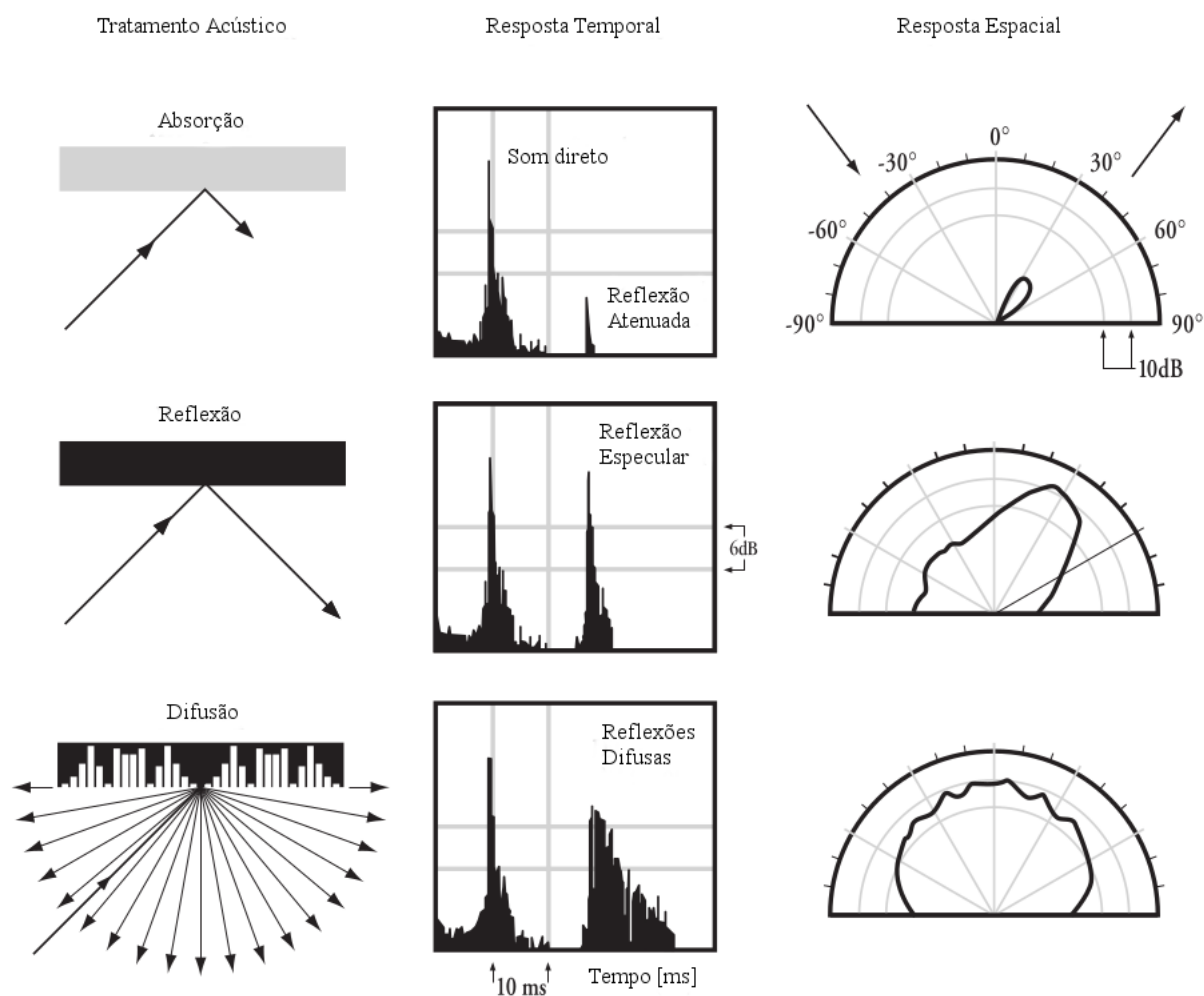 Tratamento Acústico
Resposta Temporal
Resposta Espacial
Absorção
Som direto
Reflexão
Atenuada
0°
-30°
30°
-60°
60°
-90°
90°
10dB
Reflexão
Reflexão
Especular
6dB
Difusão
Reflexões
Difusas
10 ms
Tempo [ms]